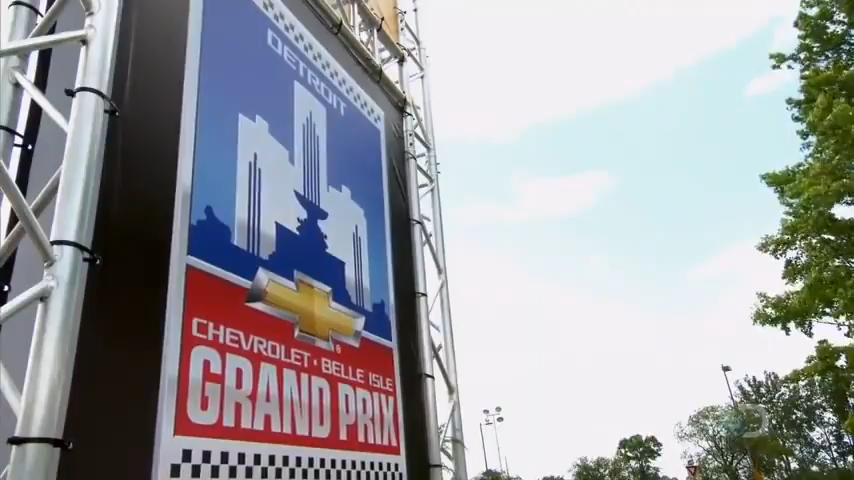 DETROIT
CHEVROLET · BELLE ISLE
GRAND PRIX